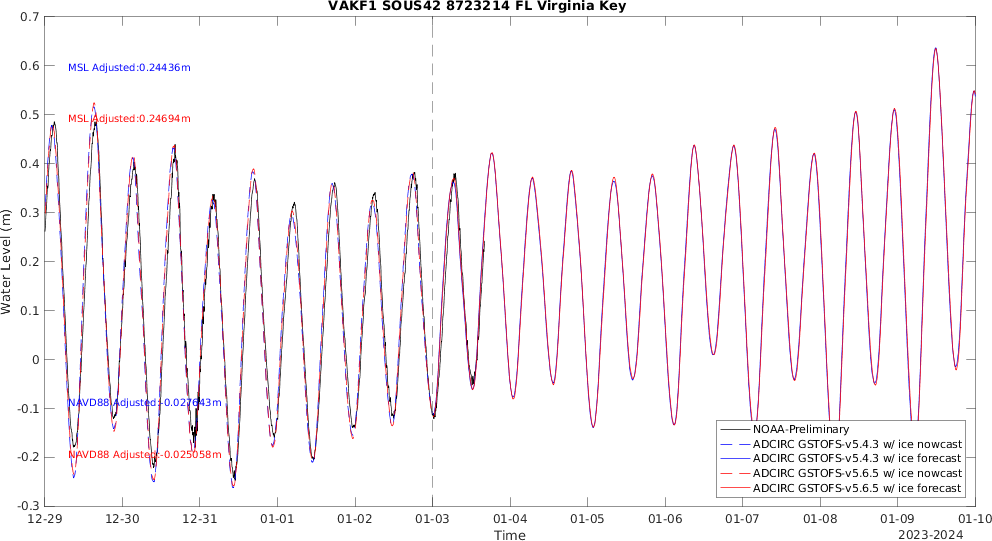 VAKF1 SOUS42 8723214 FL Virginia Key
0.7
0.6
0.5
0.4
0.3
0.2
0.1
0
-0.1
-0.2
-0.3
Water Level (m)
MSL Adjusted:0.24436m
MSL Adjusted:0.24694m
NAVD88 Adjusted:-0.027643m
NAVD88 Adjusted:-0.025058m
NOAA-Preliminary
ADCIRC GSTOFS-v5.4.3 w/ ice nowcast
ADCIRC GSTOFS-v5.4.3 w/ ice forecast
ADCIRC GSTOFS-v5.6.5 w/ ice nowcast
ADCIRC GSTOFS-v5.6.5 w/ ice forecast
12-29 12-30 12-31 01-01 01-02 01-03 01-04 01-05 01-06 01-07 01-08 01-09 01-10
Time
2023-2024